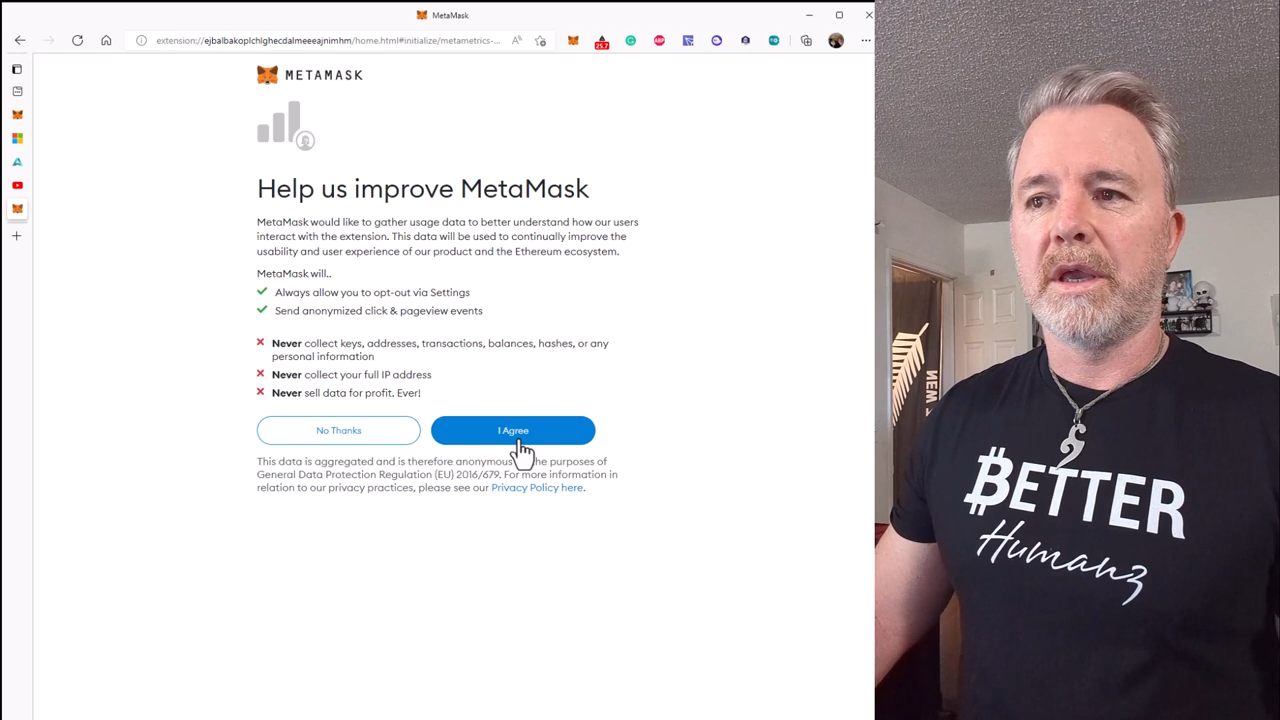 MetaMask
extension://ejbalbakoplchlghecdalmeeeajnimhm/home.html#initialize/metametrics-...
25.7
ABP
METAMASK
Help us improve MetaMask
MetaMask would like to gather usage data to better understand how our users
interact with the extension. This data will be used to continually improve the
usability and user experience of our product and the Ethereum ecosystem.
MetaMask will..
Always allow you to opt-out via Settings
Send anonymized click & pageview events
Never collect keys, addresses, transactions, balances, hashes, or any
personal information
Never collect your full IP address
Never sell data for profit. Ever!
No Thanks
I Agree
This data is aggregated and is therefore anonymous he purposes of
General Data Protection Regulation (EU) 2016/679. For more information in
relation to our privacy practices, please see our Privacy Policy here.
NEW
₿ETTER
Humanz